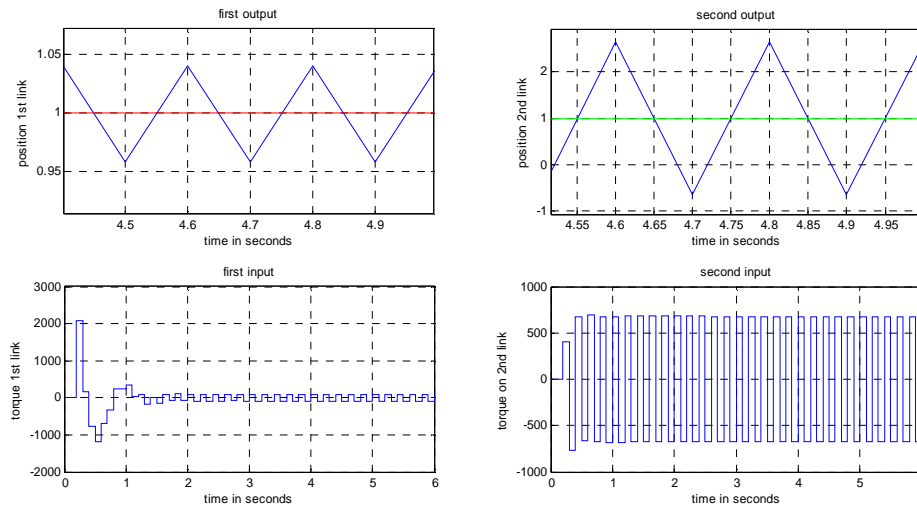 first output
position 1st link
1.05
1
0.95
4.5 4.6 4.7 4.8 4.9
time in seconds
second output
position 2nd link
2
1
0
-1
4.55 4.6 4.65 4.7 4.75 4.8 4.85 4.9 4.95
time in seconds
first input
torque 1st link
3000
2000
1000
0
-1000
-2000
0 1 2 3 4 5 6
time in seconds
second input
torque on 2nd link
1000
500
0
-500
-1000
0 1 2 3 4 5
time in seconds